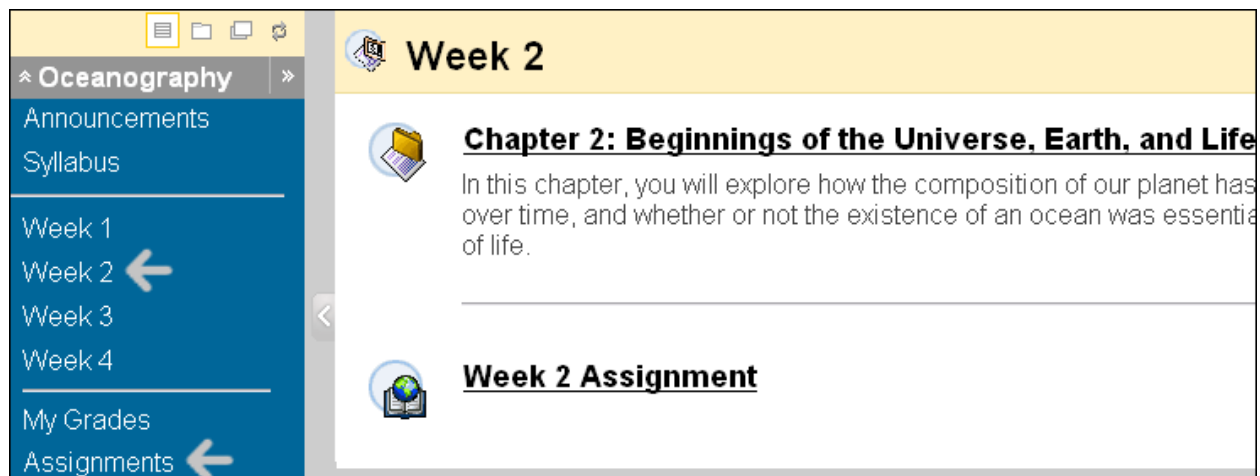 Oceanography
Announcements
Syllabus
Week 1
Week 2
Week 3
Week 4
My Grades
Assignments
Week 2
Chapter 2: Beginnings of the Universe, Earth, and Life
In this chapter, you will explore how the composition of our planet has
over time, and whether or not the existence of an ocean was
of life.
Week 2 Assignment